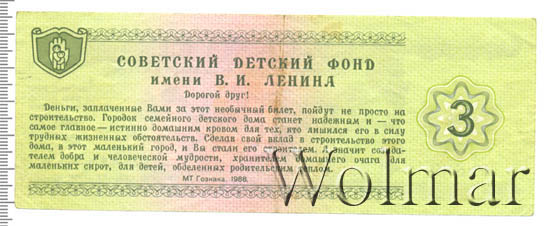 СОВЕТСКИЙ ДЕТСКИЙ ФОНД
имени В. И. ЛЕНИНА
Дорогой друг!
Деньги, заплаченные Вами за этот необычный билет, пойдут не просто на
строительство. Городок семейного детского дома станет надежным и — что
самое главное — истинно домашним кровом для тех, кто лишился его в силу
трудных жизненных обстоятельств. Сделав свой вклад в строительство этого
дома, в этот маленький город, и Вы стали его строителем. А значит созда-
телем добра и человеческой мудрости, хранителем домашнего очага для
маленьких сирот, для детей, обделенных родительским теплом.
МТ Гознака. 1988.
3
Wolmar